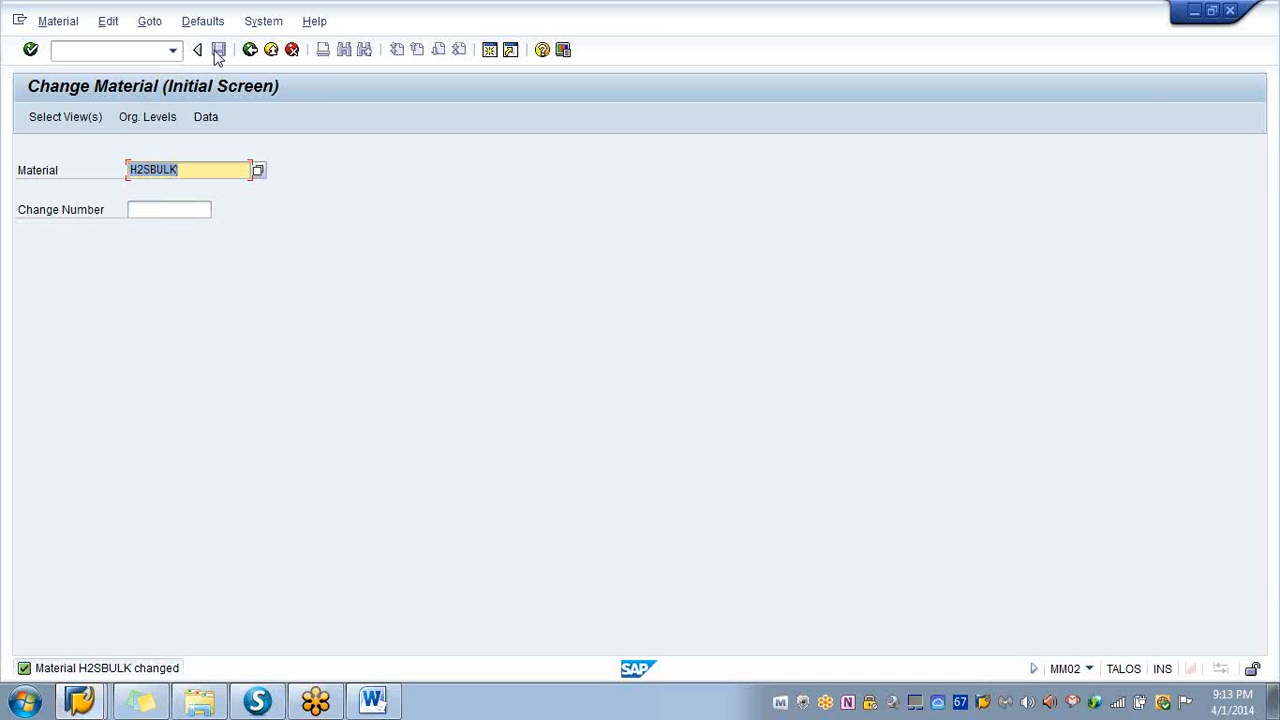 Material Edit Goto Defaults System Help
Change Material (Initial Screen)
Select View(s) Org. Levels Data
Material H2SBULK
Change Number
Material H2SBULK changed
SAP
MM02 TALOS INS
S W M N 67
9:13 PM
4/1/2014